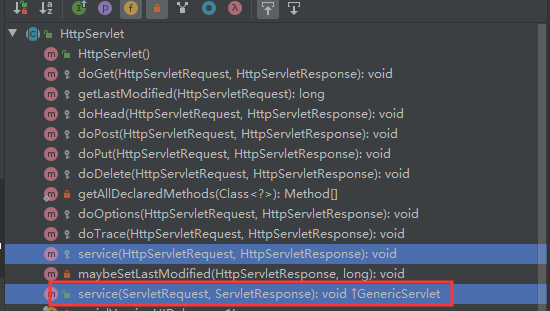 HttpServlet
HttpServlet()
doGet(HttpServletRequest, HttpServletResponse): void
getLastModified(HttpServletRequest): long
doHead(HttpServletRequest, HttpServletResponse): void
doPost(HttpServletRequest, HttpServletResponse): void
doPut(HttpServletRequest, HttpServletResponse): void
doDelete(HttpServletRequest, HttpServletResponse): void
getAllDeclaredMethods(Class<?>): Method[]
doOptions(HttpServletRequest, HttpServletResponse): void
doTrace(HttpServletRequest, HttpServletResponse): void
service(HttpServletRequest, HttpServletResponse): void
maybeSetLastModified(HttpServletResponse, long): void
service(ServletRequest, ServletResponse): void ↑GenericServlet